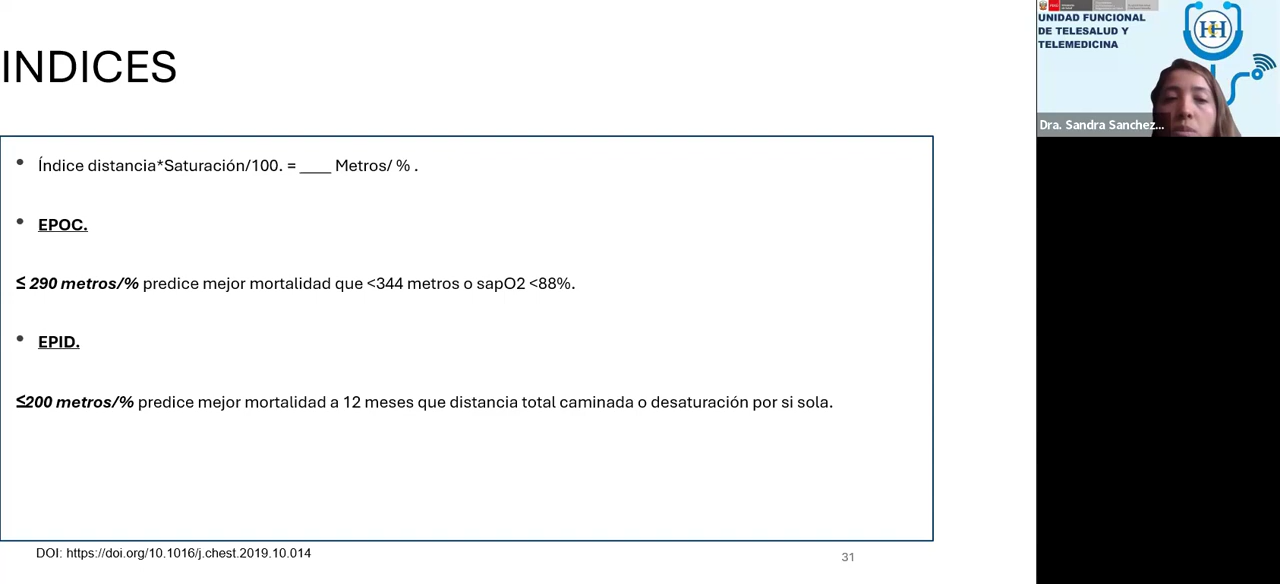 INDICES
• Índice distancia*Saturación/100. = ____ Metros/ % .
• EPOC.
≤ 290 metros/% predice mejor mortalidad que <344 metros o sapO2 <88%.
• EPID.
≤200 metros/% predice mejor mortalidad a 12 meses que distancia total caminada o desaturación por si sola.
DOI: https://doi.org/10.1016/j.chest.2019.10.014
31
UNIDAD FUNCIONAL
DE TELESALUD Y
TELEMEDICINA
Dra. Sandra Sanchez...